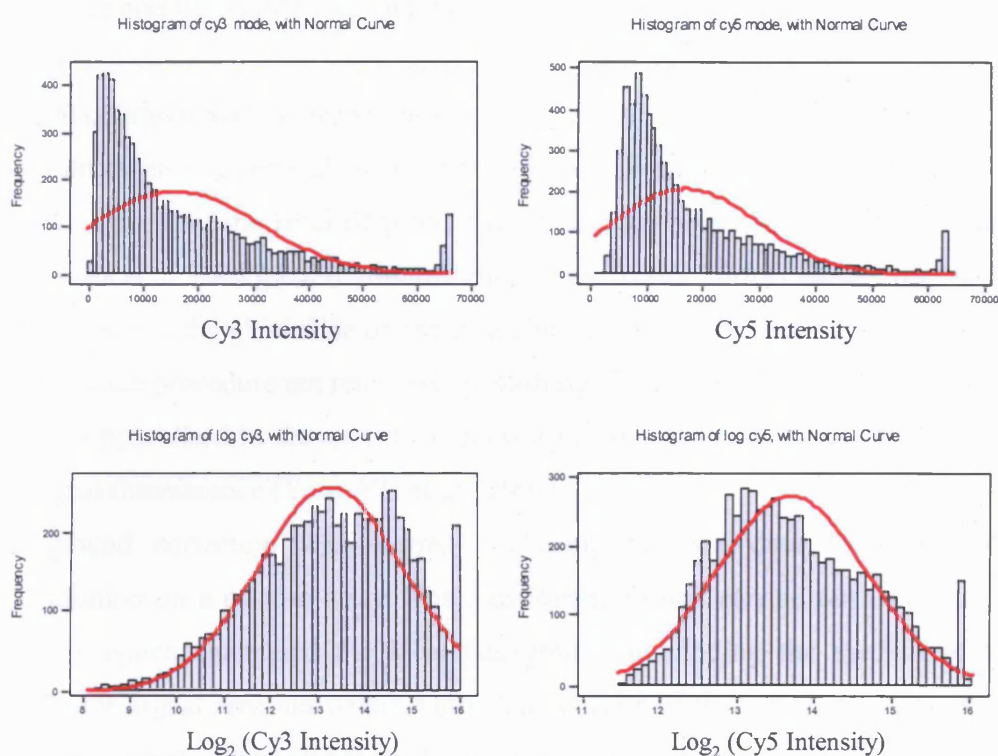 Histogram of cy3 mode, with Normal Curve
Frequency
400
300
200
100
0
0 10000 20000 30000 40000 50000 60000 70000
Cy3 Intensity
Histogram of cy5 mode, with Normal Curve
Frequency
500
400
300
200
100
0
0 10000 20000 30000 40000 50000 60000 70000
Cy5 Intensity
Histogram of log cy3, with Normal Curve
Frequency
200
100
0
8 9 10 11 12 13 14 15 16
Log₂ (Cy3 Intensity)
Histogram of log cy5, with Normal Curve
Frequency
300
200
100
0
11 12 13 14 15 16
Log₂ (Cy5 Intensity)